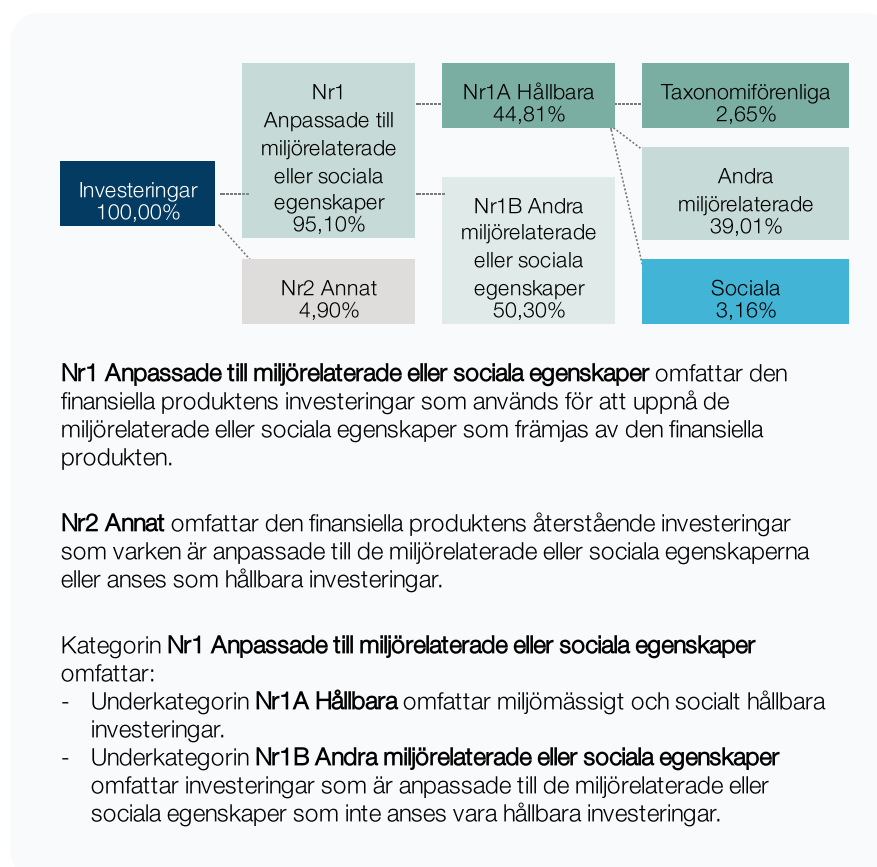 Investeringar
100,00%
Nr1
Anpassade till
miljörelaterade
eller sociala
egenskaper
95,10%
Nr2 Annat
4,90%
Nr1A Hållbara
44,81%
Nr1B Andra
miljörelaterade
eller sociala
egenskaper
50,30%
Taxonomiförenliga
2,65%
Andra
miljörelaterade
39,01%
Sociala
3,16%
Nr1 Anpassade till miljörelaterade eller sociala egenskaper omfattar den
finansiella produktens investeringar som används för att uppnå de
miljörelaterade eller sociala egenskaper som främjas av den finansiella
produkten.
Nr2 Annat omfattar den finansiella produktens återstående investeringar
som varken är anpassade till de miljörelaterade eller sociala egenskaperna
eller anses som hållbara investeringar.
Kategorin Nr1 Anpassade till miljörelaterade eller sociala egenskaper
omfattar:
- Underkategorin Nr1A Hållbara omfattar miljömässigt och socialt hållbara
investeringar.
- Underkategorin Nr1B Andra miljörelaterade eller sociala egenskaper
omfattar investeringar som är anpassade till de miljörelaterade eller
sociala egenskaper som inte anses vara hållbara investeringar.